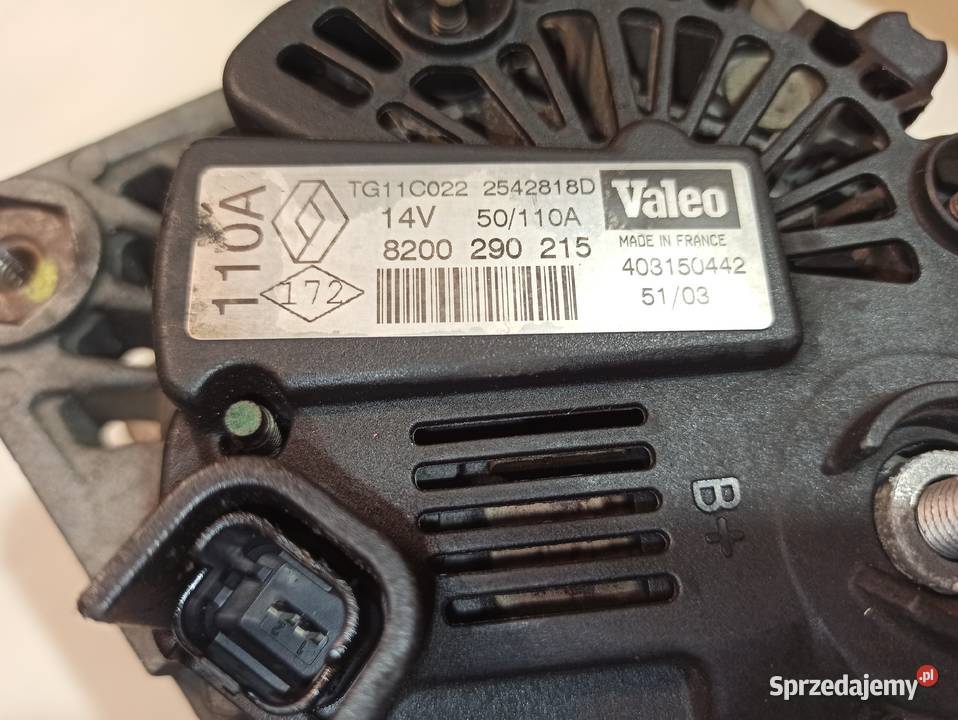 110A
TG11C022 2542818D
14V 50/110A
8200 290 215
172
Valeo
MADE IN FRANCE
403150442
51/03
B+
Sprzedajemy.pl